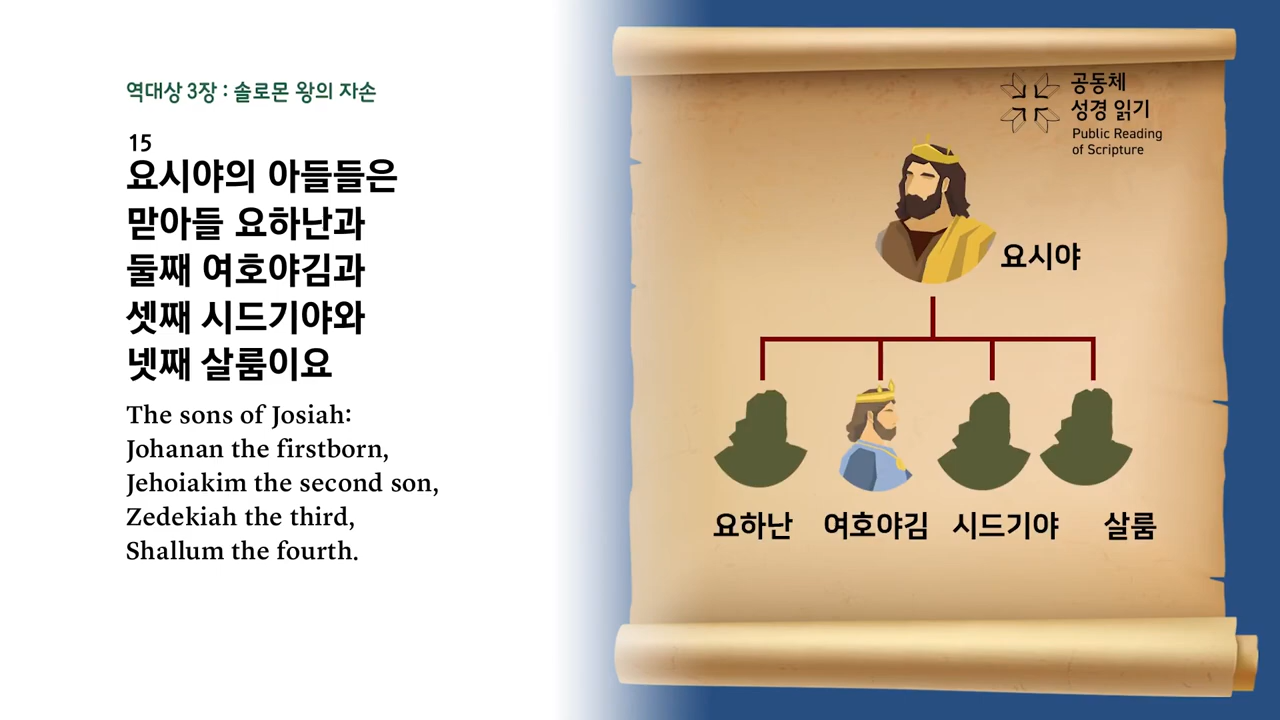 역대상 3장 : 솔로몬 왕의 자손
15
요시야의 아들들은
맏아들 요하난과
둘째 여호야김과
셋째 시드기야와
넷째 살룸이요
The sons of Josiah:
Johanan the firstborn,
Jehoiakim the second son,
Zedekiah the third,
Shallum the fourth.
공동체
성경 읽기
Public Reading
of Scripture
요시야
요하난 여호야김 시드기야 살룸